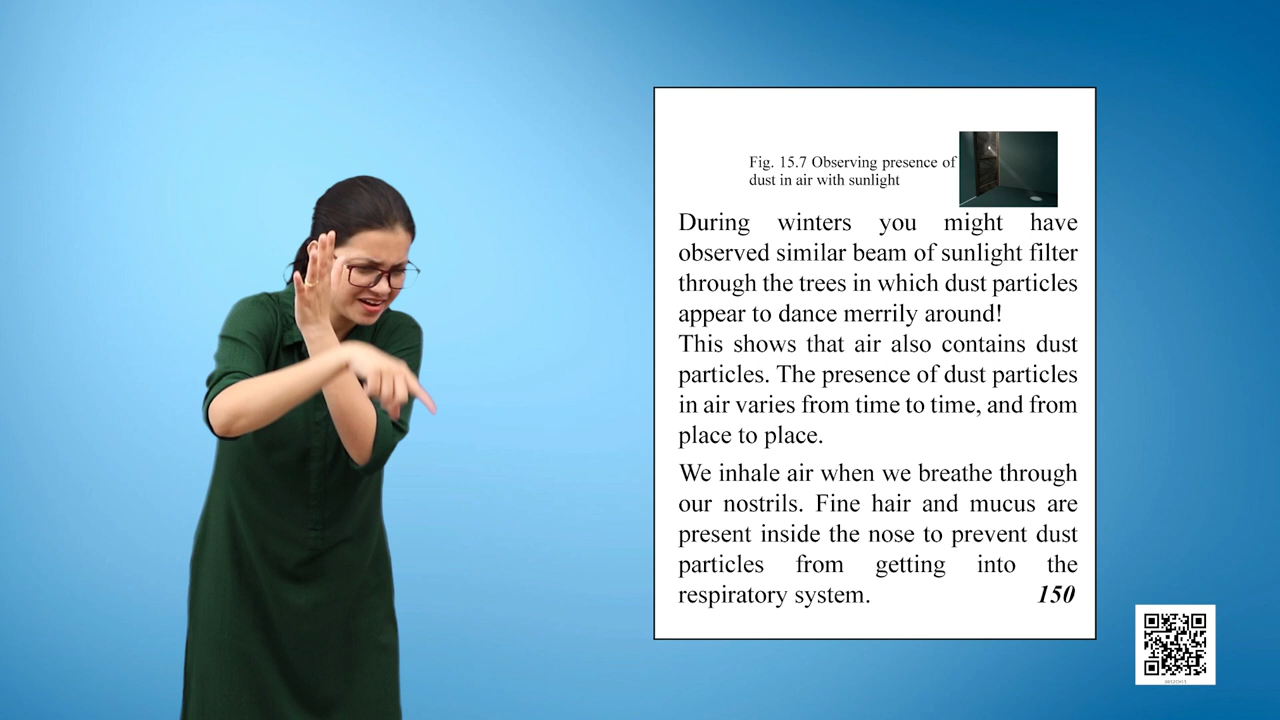 Fig. 15.7 Observing presence of
dust in air with sunlight
During winters you might have
observed similar beam of sunlight filter
through the trees in which dust particles
appear to dance merrily around!
This shows that air also contains dust
particles. The presence of dust particles
in air varies from time to time, and from
place to place.
We inhale air when we breathe through
our nostrils. Fine hair and mucus are
present inside the nose to prevent dust
particles from getting into the
respiratory system. 150